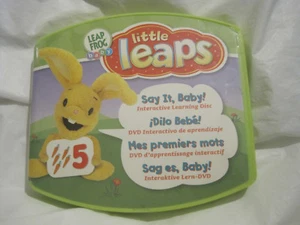 LEAP
FROG
BABY
little
leaps
Say It, Baby!
Interactive Learning Disc
¡Dilo Bebé!
DVD Interactivo de aprendizaje
Mes premiers mots
DVD d'apprentissage interactif
Sag es, Baby!
Interaktive Lern-DVD
5